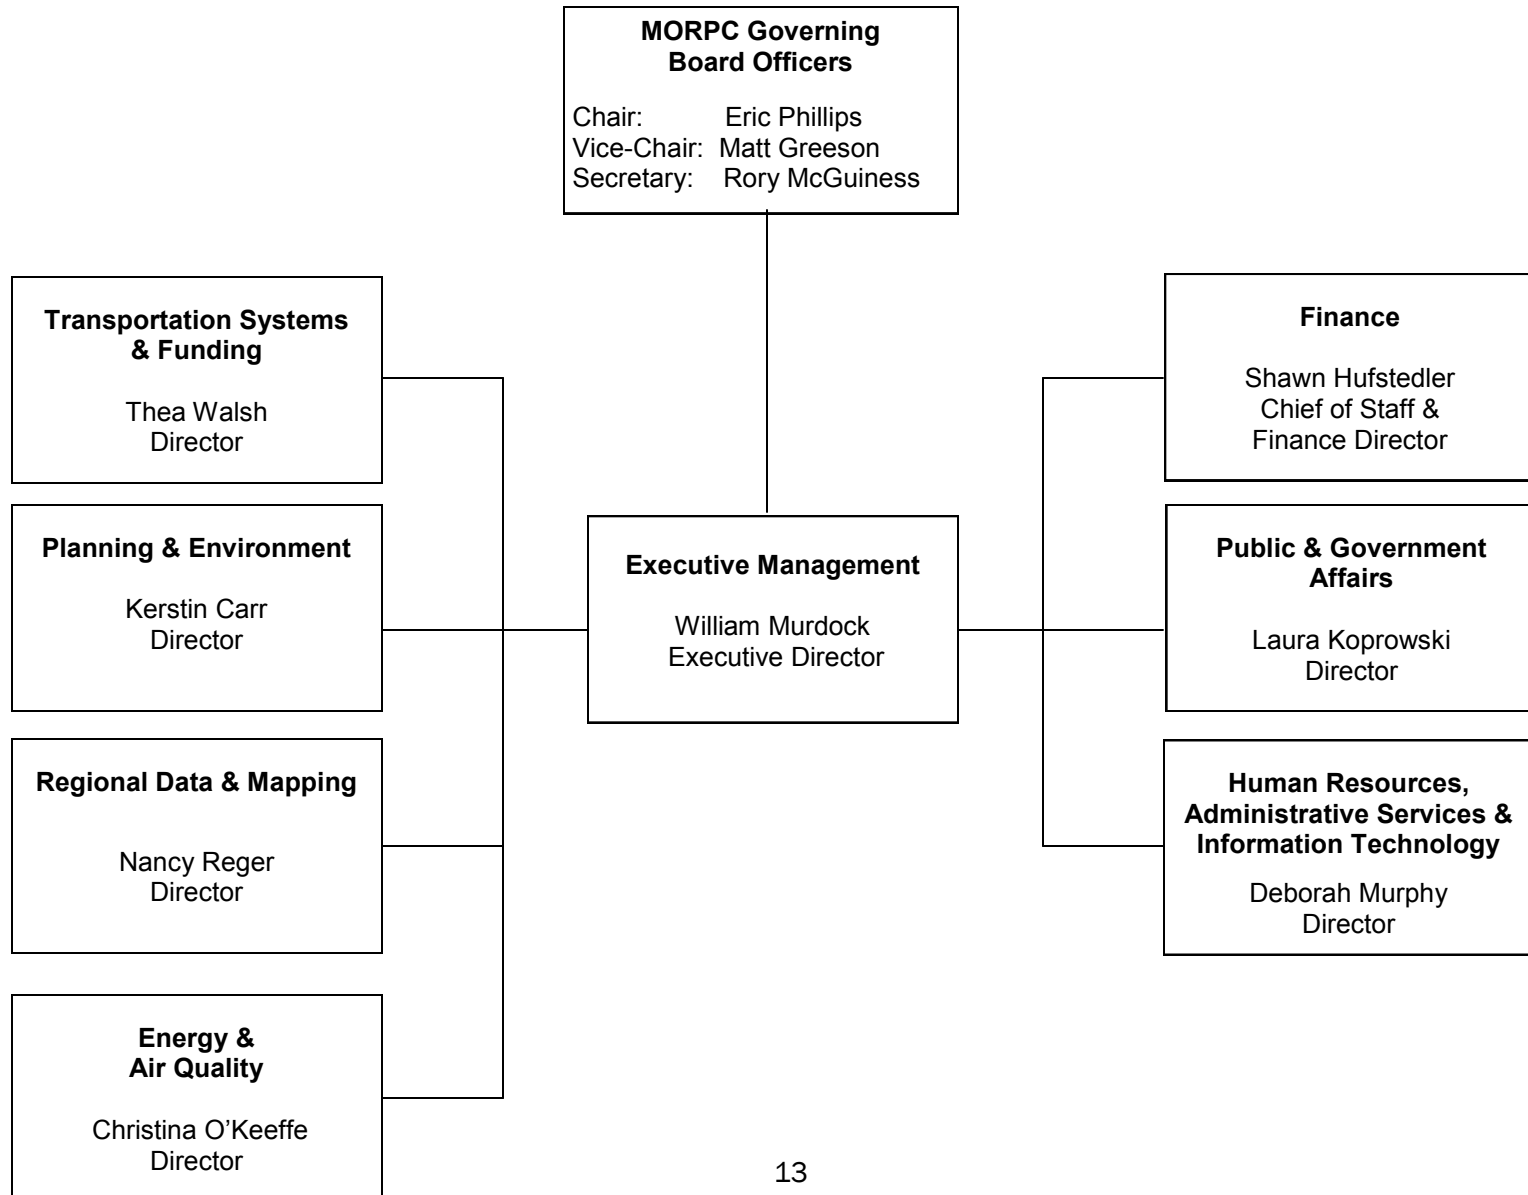 MORPC Governing
Board Officers
Chair: Eric Phillips
Vice-Chair: Matt Greeson
Secretary: Rory McGuiness
Transportation Systems
& Funding
Thea Walsh
Director
Planning & Environment
Kerstin Carr
Director
Regional Data & Mapping
Nancy Reger
Director
Energy &
Air Quality
Christina O’Keeffe
Director
Executive Management
William Murdock
Executive Director
Finance
Shawn Hufstedler
Chief of Staff &
Finance Director
Public & Government
Affairs
Laura Koprowski
Director
Human Resources,
Administrative Services &
Information Technology
Deborah Murphy
Director
13